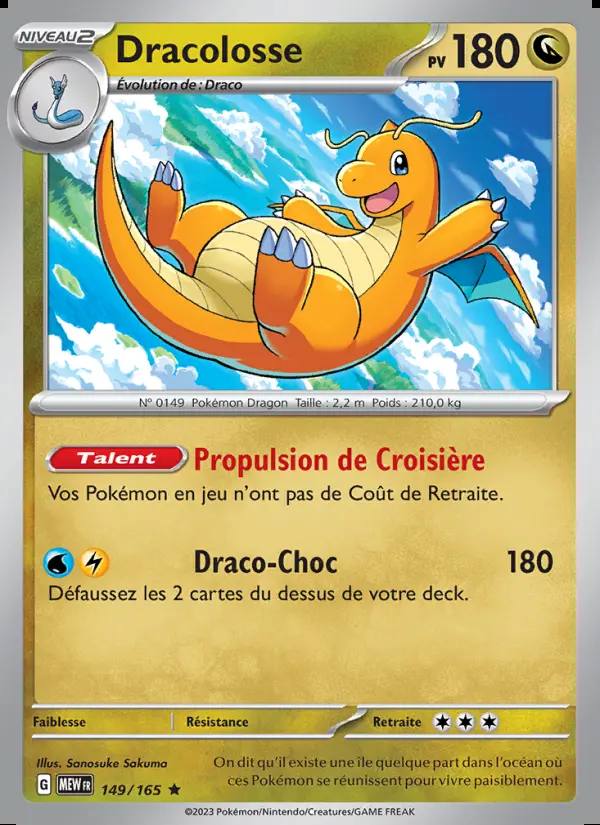 NIVEAU 2
Dracolosse
PV 180
Évolution de : Draco
Nº 0149 Pokémon Dragon Taille : 2,2 m Poids : 210,0 kg
Talent Propulsion de Croisière
Vos Pokémon en jeu n'ont pas de Coût de Retraite.
Draco-Choc 180
Défaussez les 2 cartes du dessus de votre deck.
Faiblesse Résistance Retraite
Illus. Sanosuke Sakuma
On dit qu'il existe une île quelque part dans l'océan où
ces Pokémon se réunissent pour vivre paisiblement.
G MEW FR 149/165 ★
©2023 Pokémon/Nintendo/Creatures/GAME FREAK